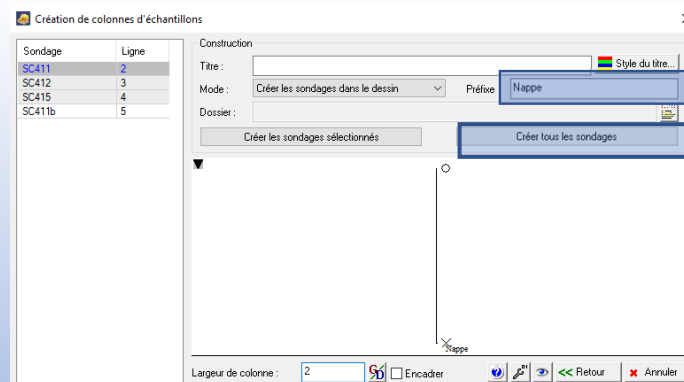 Création de colonnes d'échantillons
Sondage Ligne
SC411 2
SC412 3
SC415 4
SC411b 5
Construction
Titre :
Style du titre...
Mode : Créer les sondages dans le dessin Préfixe Nappe
Dossier :
Créer les sondages sélectionnés Créer tous les sondages
Nappe
Largeur de colonne : 2 Encadrer << Retour Annuler